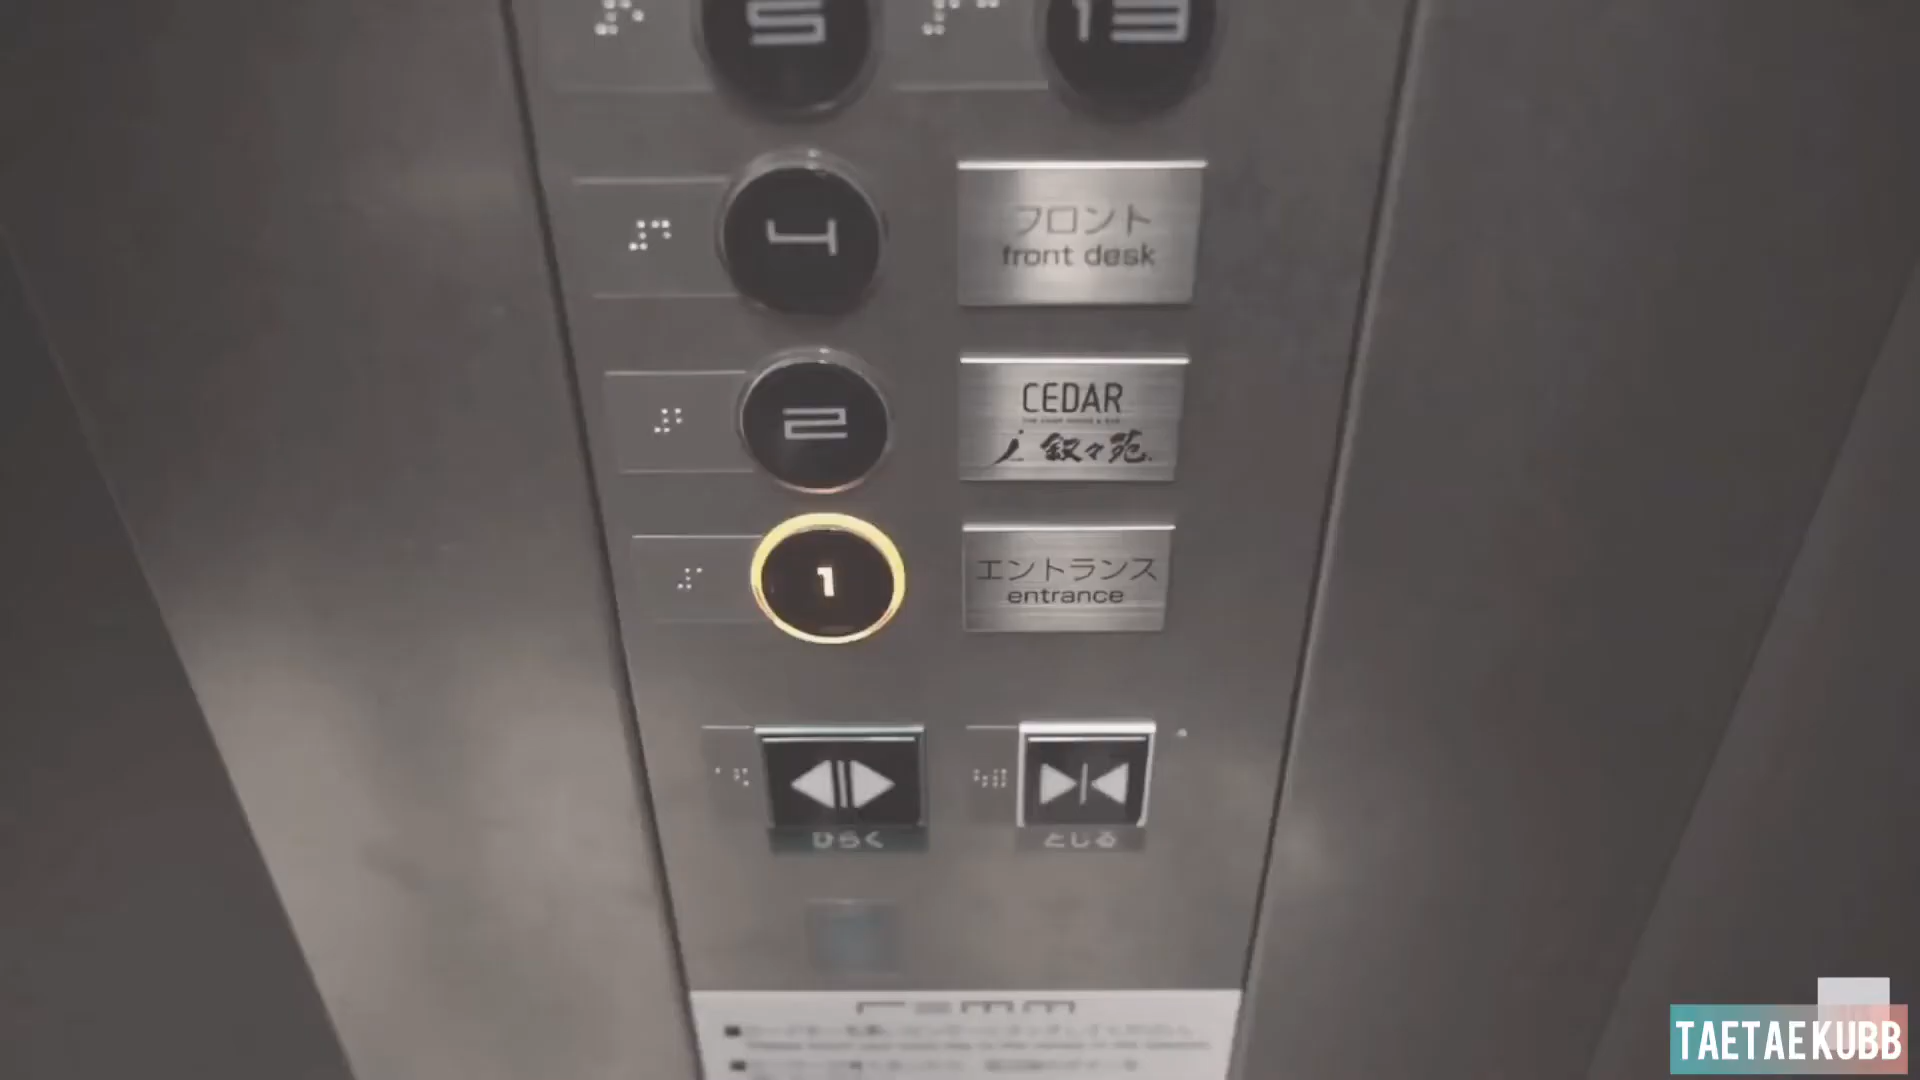 5
13
4
フロント
front desk
2
CEDAR
叙々苑
1
エントランス
entrance
ひらく
とじる
remm
TAETAEKUBB